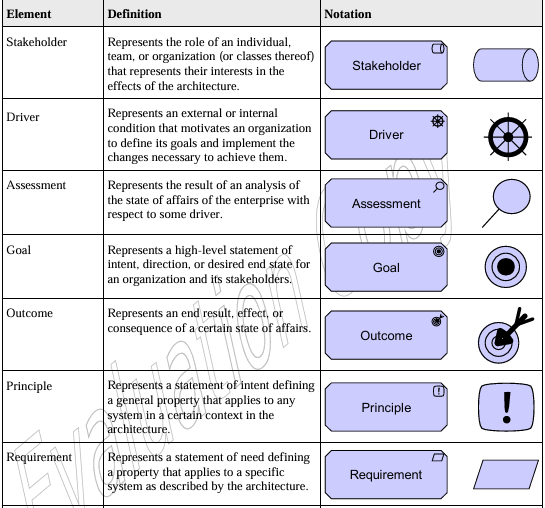 Element Definition Notation
Stakeholder Represents the role of an individual,
team, or organization (or classes thereof)
that represents their interests in the
effects of the architecture.
Stakeholder
Driver Represents an external or internal
condition that motivates an organization
to define its goals and implement the
changes necessary to achieve them.
Driver
Assessment Represents the result of an analysis of
the state of affairs of the enterprise with
respect to some driver.
Assessment
Goal Represents a high-level statement of
intent, direction, or desired end state for
an organization and its stakeholders.
Goal
Outcome Represents an end result, effect, or
consequence of a certain state of affairs.
Outcome
Principle Represents a statement of intent defining
a general property that applies to any
system in a certain context in the
architecture.
Principle
!
Requirement Represents a statement of need defining
a property that applies to a specific
system as described by the architecture.
Requirement
Evaluation Copy